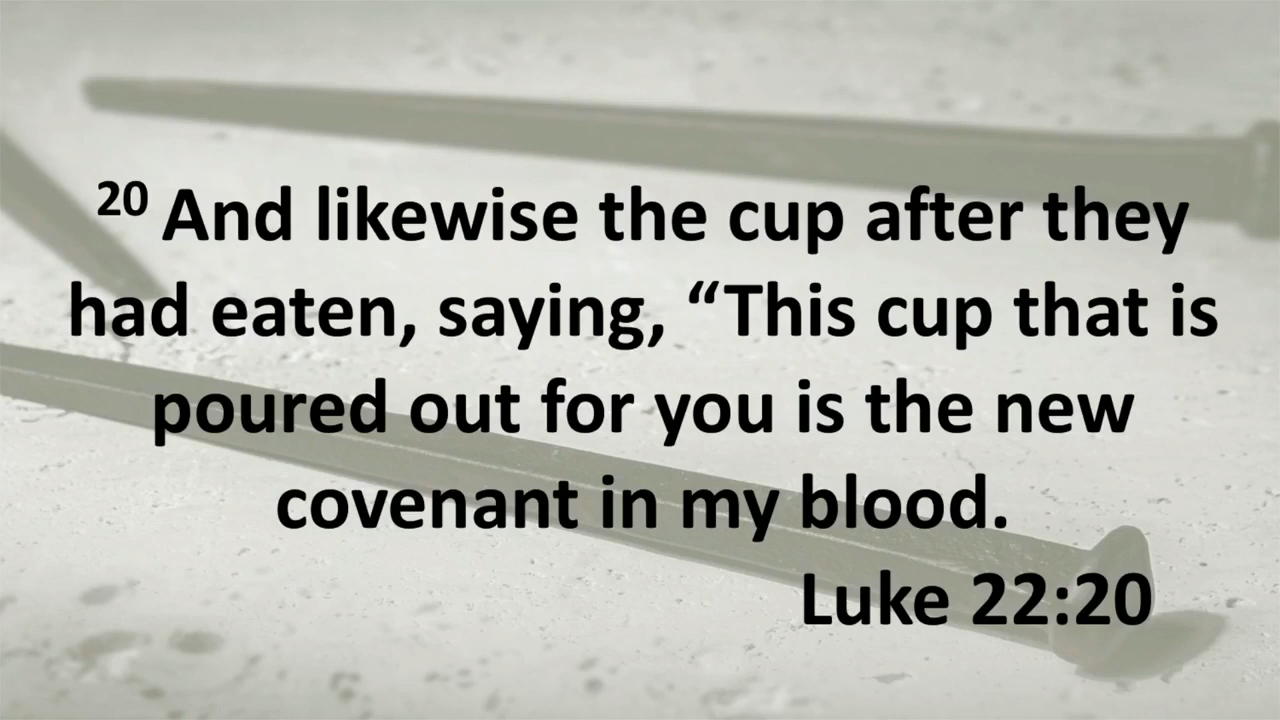 20 And likewise the cup after they
had eaten, saying, “This cup that is
poured out for you is the new
covenant in my blood.
Luke 22:20